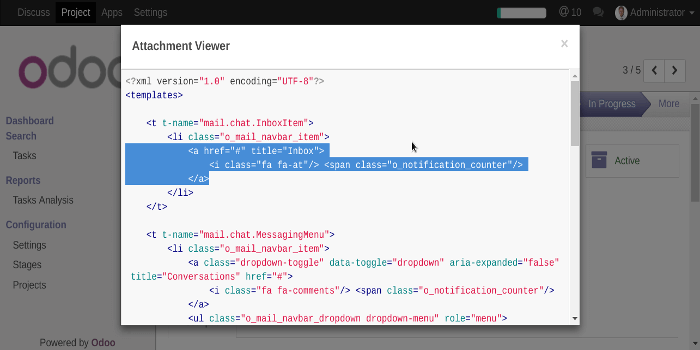 Discuss Project Apps Settings @ 10 Administrator
odoo
Attachment Viewer ×
3 / 5
<?xml version="1.0" encoding="UTF-8"?>
<templates>
<t t-name="mail.chat.InboxItem">
<li class="o_mail_navbar_item">
<a href="#" title="Inbox">
<i class="fa fa-at"/> <span class="o_notification_counter"/>
</a>
</li>
</t>
<t t-name="mail.chat.MessagingMenu">
<li class="o_mail_navbar_item">
<a class="dropdown-toggle" data-toggle="dropdown" aria-expanded="false"
title="Conversations" href="#">
<i class="fa fa-comments"/> <span class="o_notification_counter"/>
</a>
<ul class="o_mail_navbar_dropdown dropdown-menu" role="menu">
In Progress More
Active
Dashboard
Search
Tasks
Reports
Tasks Analysis
Configuration
Settings
Stages
Projects
Powered by Odoo